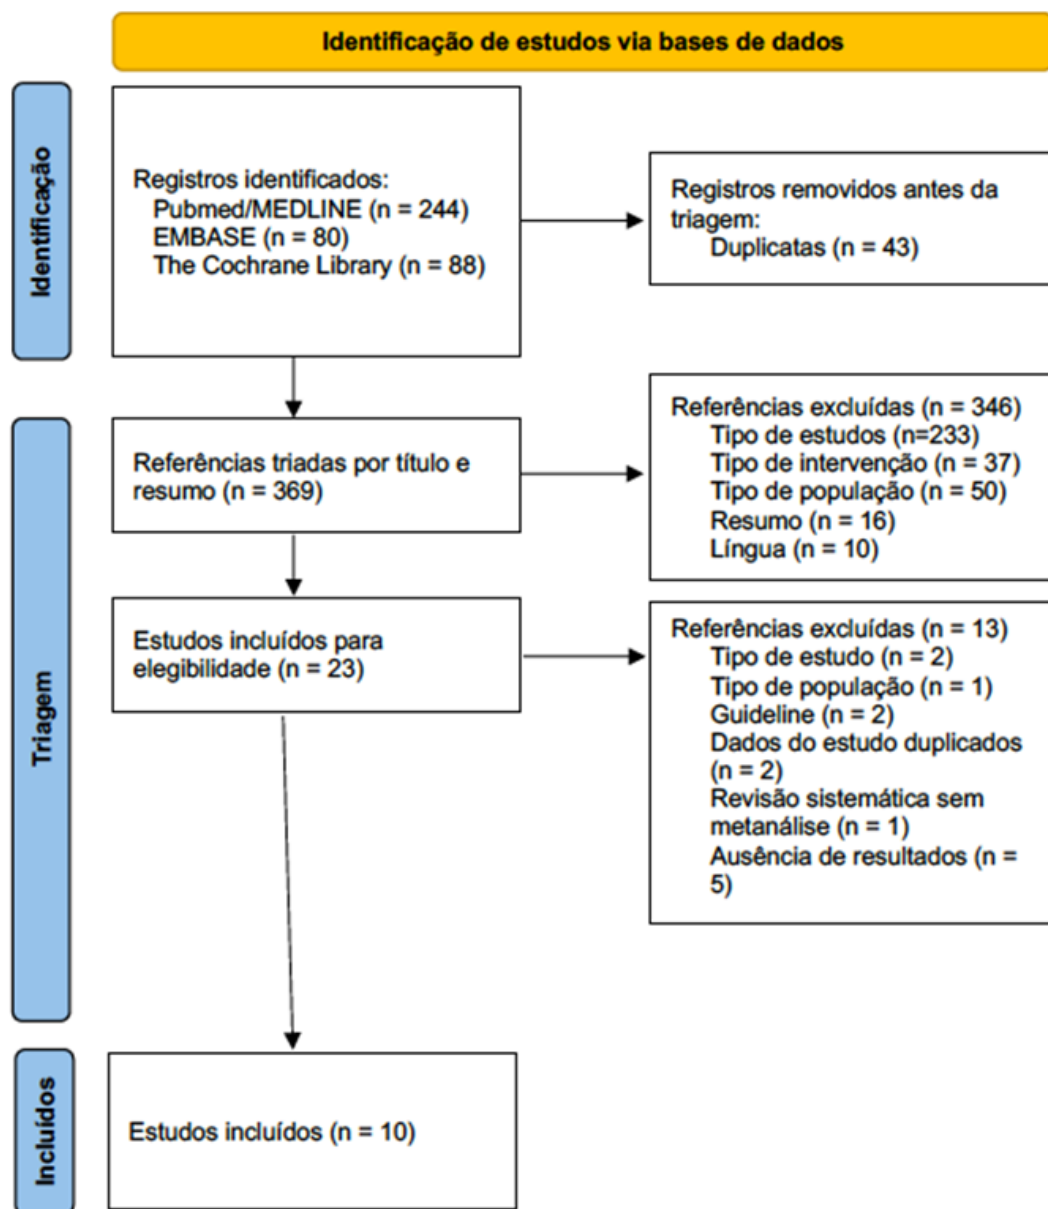 Identificação de estudos via bases de dados
Identificação
Registros identificados:
Pubmed/MEDLINE (n = 244)
EMBASE (n = 80)
The Cochrane Library (n = 88)
Registros removidos antes da
triagem:
Duplicatas (n = 43)
Triagem
Referências triadas por título e
resumo (n = 369)
Referências excluídas (n = 346)
Tipo de estudos (n=233)
Tipo de intervenção (n = 37)
Tipo de população (n = 50)
Resumo (n = 16)
Língua (n = 10)
Estudos incluídos para
elegibilidade (n = 23)
Referências excluídas (n = 13)
Tipo de estudo (n = 2)
Tipo de população (n = 1)
Guideline (n = 2)
Dados do estudo duplicados
(n = 2)
Revisão sistemática sem
metanálise (n = 1)
Ausência de resultados (n =
5)
Incluídos
Estudos incluídos (n = 10)